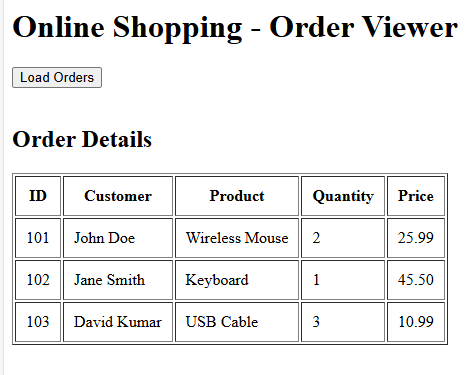 Online Shopping - Order Viewer
Load Orders
Order Details
ID Customer Product Quantity Price
101 John Doe Wireless Mouse 2 25.99
102 Jane Smith Keyboard 1 45.50
103 David Kumar USB Cable 3 10.99